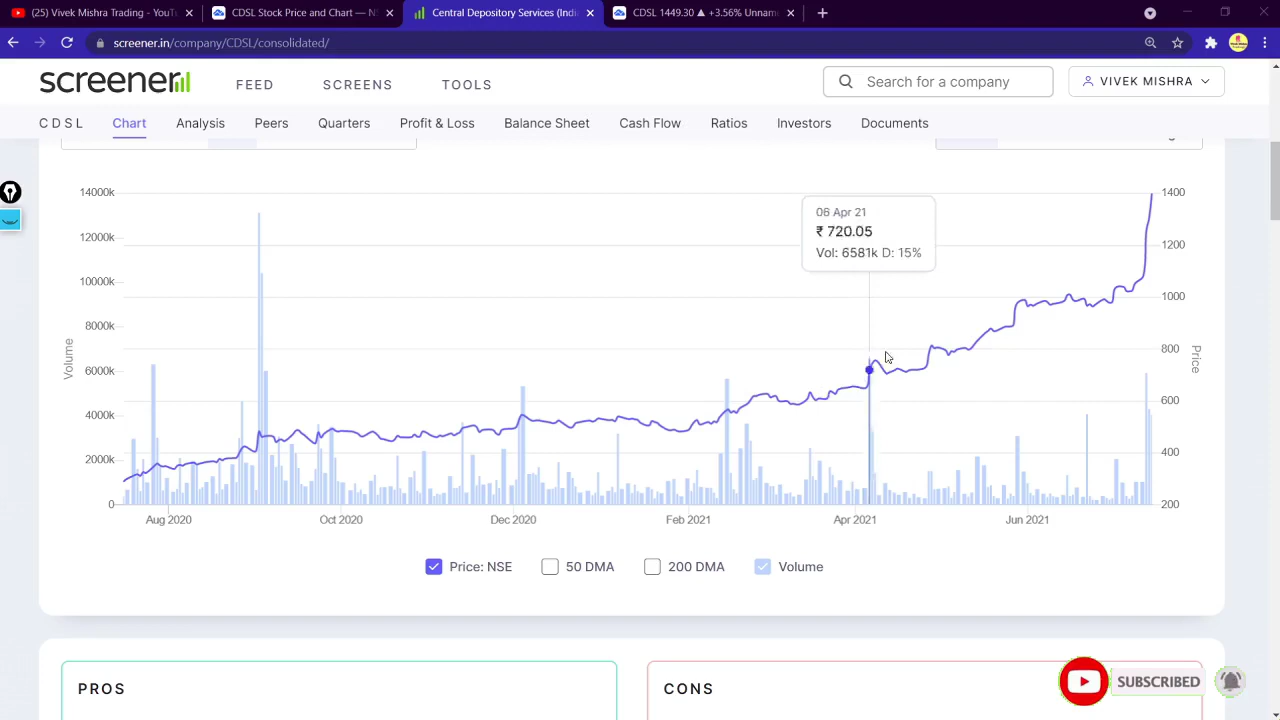 (25) Vivek Mishra Trading - YouT
CDSL Stock Price and Chart — NS
Central Depository Services (Indi
CDSL 1449.30 ▲ +3.56% Unnam
screener.in/company/CDSL/consolidated/
screener
FEED
SCREENS
TOOLS
Search for a company
VIVEK MISHRA
C D S L
Chart
Analysis
Peers
Quarters
Profit & Loss
Balance Sheet
Cash Flow
Ratios
Investors
Documents
14000k
12000k
10000k
8000k
6000k
4000k
2000k
0
Volume
06 Apr 21
₹ 720.05
Vol: 6581k D: 15%
1400
1200
1000
800
600
400
200
Price
Aug 2020
Oct 2020
Dec 2020
Feb 2021
Apr 2021
Jun 2021
Price: NSE
50 DMA
200 DMA
Volume
PROS
CONS
SUBSCRIBED